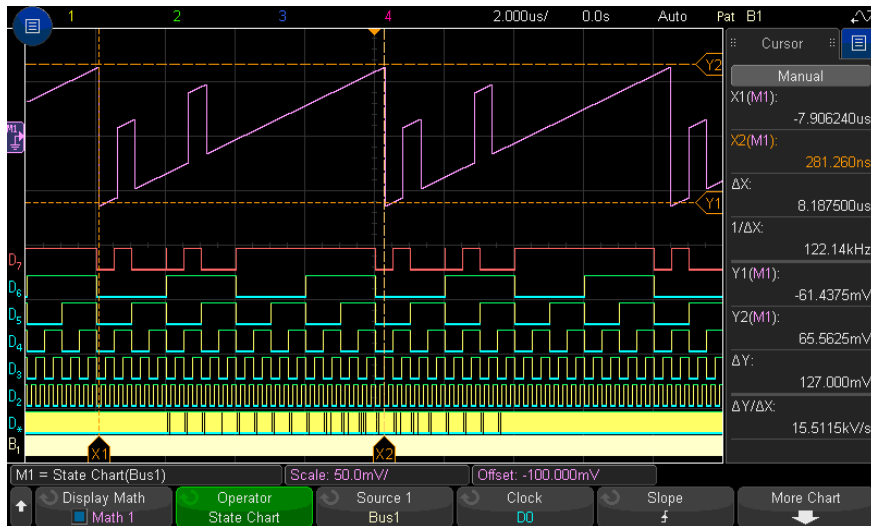 1 2 3 4 2.000us/ 0.0s Auto Pat B1
Cursor
Manual
X1(M1):
-7.906240us
X2(M1):
281.260ns
ΔX:
8.187500us
1/ΔX:
122.14kHz
Y1(M1):
-61.4375mV
Y2(M1):
65.5625mV
ΔY:
127.000mV
ΔY/ΔX:
15.5115kV/s
Y2
M1
Y1
D7
D6
D5
D4
D3
D2
D*
B1
X1 X2
M1 = State Chart(Bus1) Scale: 50.0mV/ Offset: -100.000mV
Display Math Operator Source 1 Clock Slope More Chart
Math 1 State Chart Bus1 D0